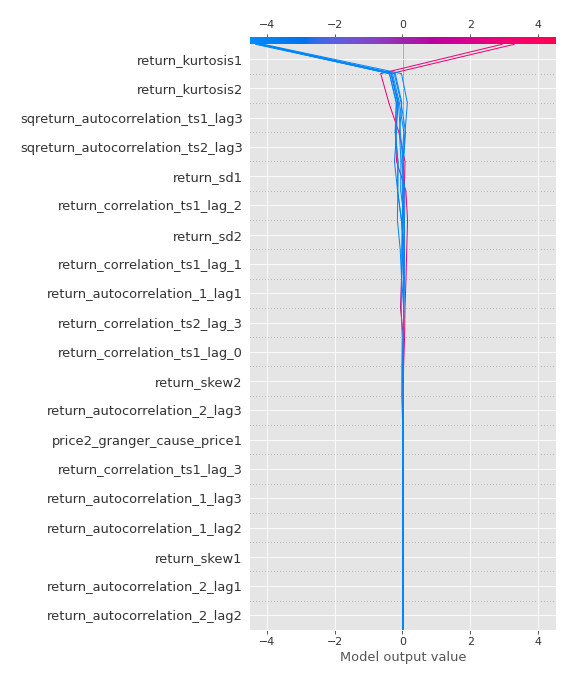 −4 −2 0 2 4
return_kurtosis1
return_kurtosis2
sqreturn_autocorrelation_ts1_lag3
sqreturn_autocorrelation_ts2_lag3
return_sd1
return_correlation_ts1_lag_2
return_sd2
return_correlation_ts1_lag_1
return_autocorrelation_1_lag1
return_correlation_ts2_lag_3
return_correlation_ts1_lag_0
return_skew2
return_autocorrelation_2_lag3
price2_granger_cause_price1
return_correlation_ts1_lag_3
return_autocorrelation_1_lag3
return_autocorrelation_1_lag2
return_skew1
return_autocorrelation_2_lag1
return_autocorrelation_2_lag2
−4 −2 0 2 4
Model output value